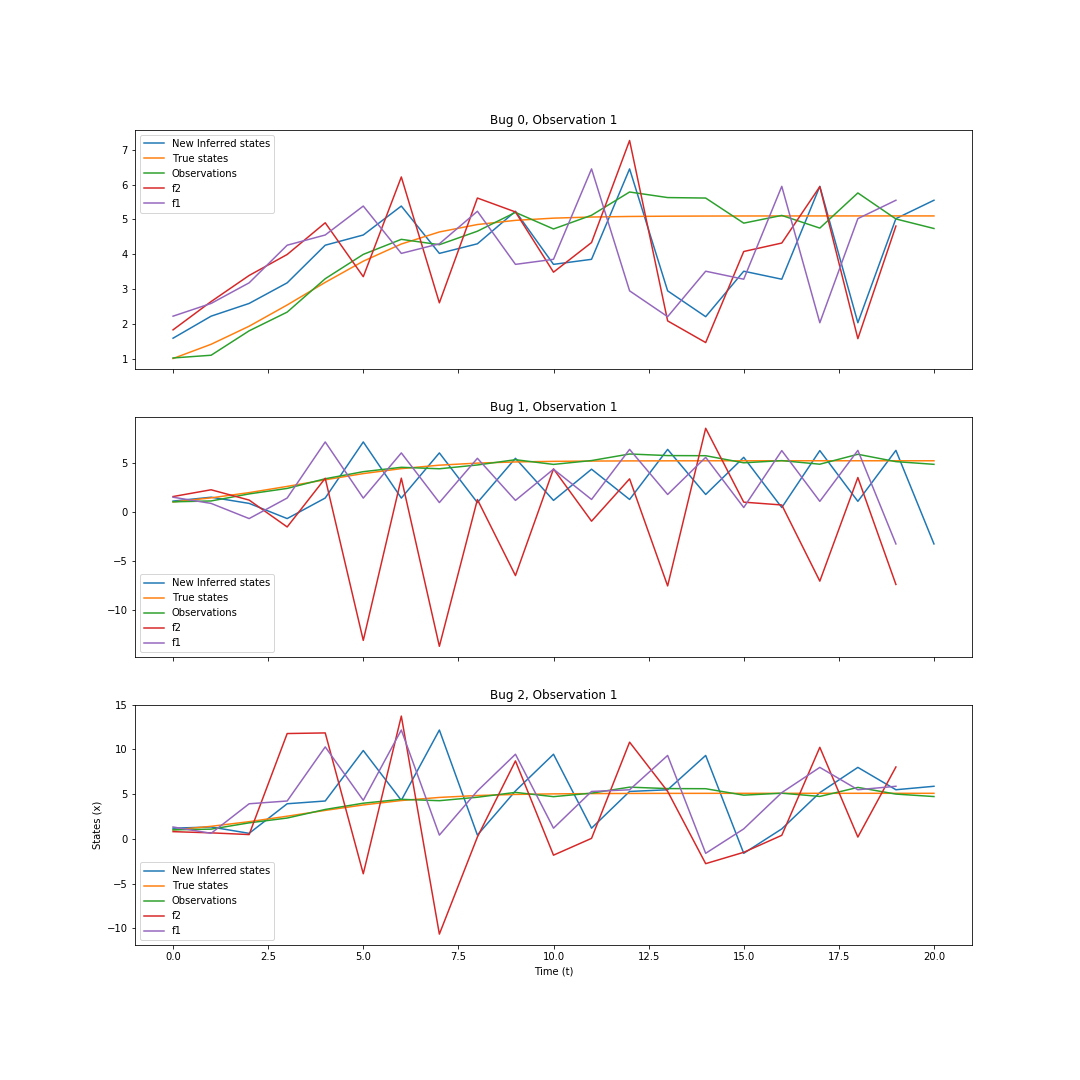 Bug 0, Observation 1
7
6
5
4
3
2
1
New Inferred states
True states
Observations
f2
f1
Bug 1, Observation 1
5
0
−5
−10
New Inferred states
True states
Observations
f2
f1
Bug 2, Observation 1
15
10
5
0
−5
−10
States (x)
New Inferred states
True states
Observations
f2
f1
0.0 2.5 5.0 7.5 10.0 12.5 15.0 17.5 20.0
Time (t)